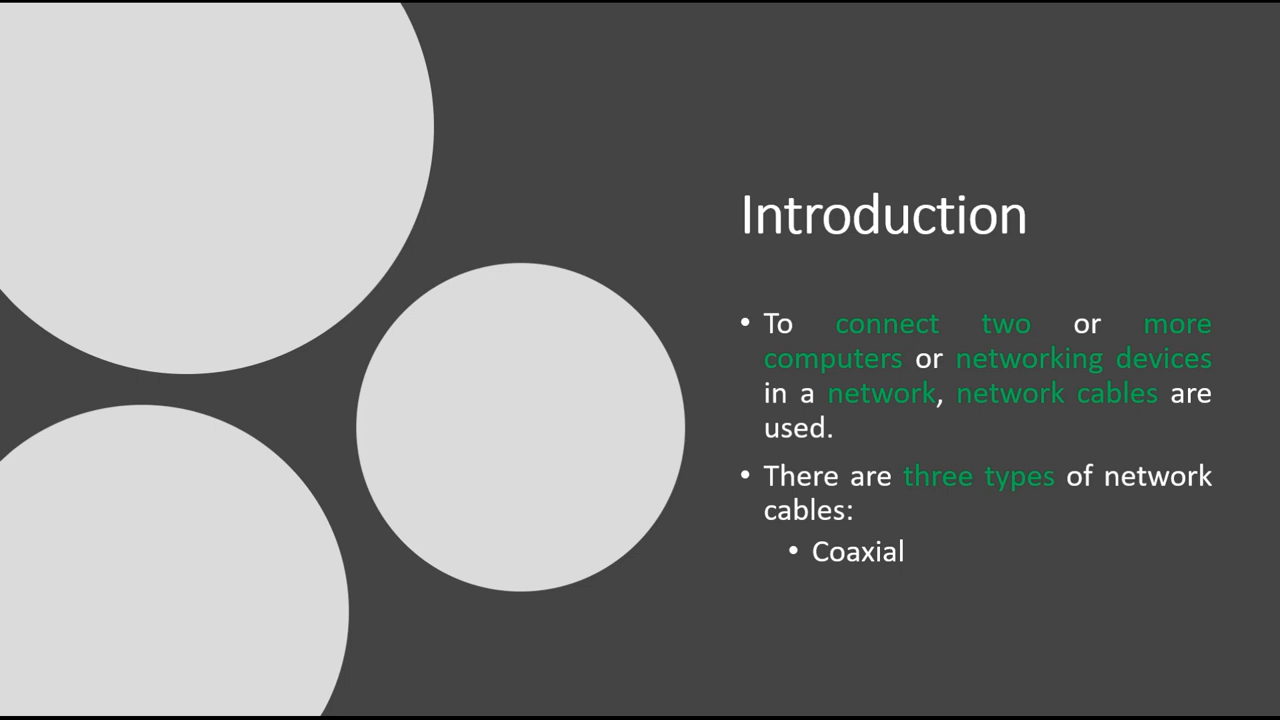 Introduction
• To connect two or more
computers or networking devices
in a network, network cables are
used.
• There are three types of network
cables:
• Coaxial